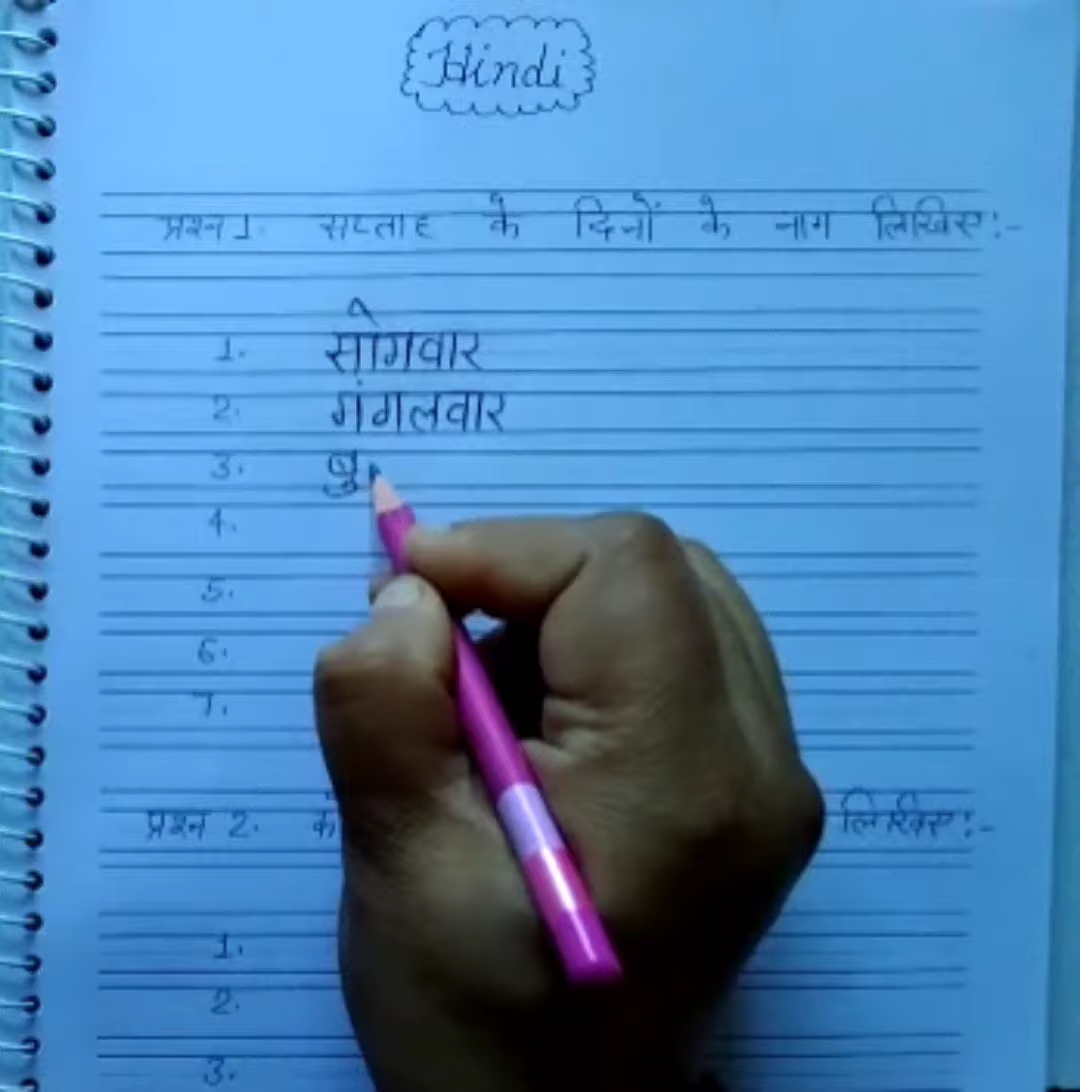 Hindi
प्रश्न 1. सप्ताह के दिनों के नाम लिखिए :-
1. सोमवार
2. मंगलवार
3. बु
4.
5.
6.
7.
प्रश्न 2. लिखिए :-
1.
2.
3.